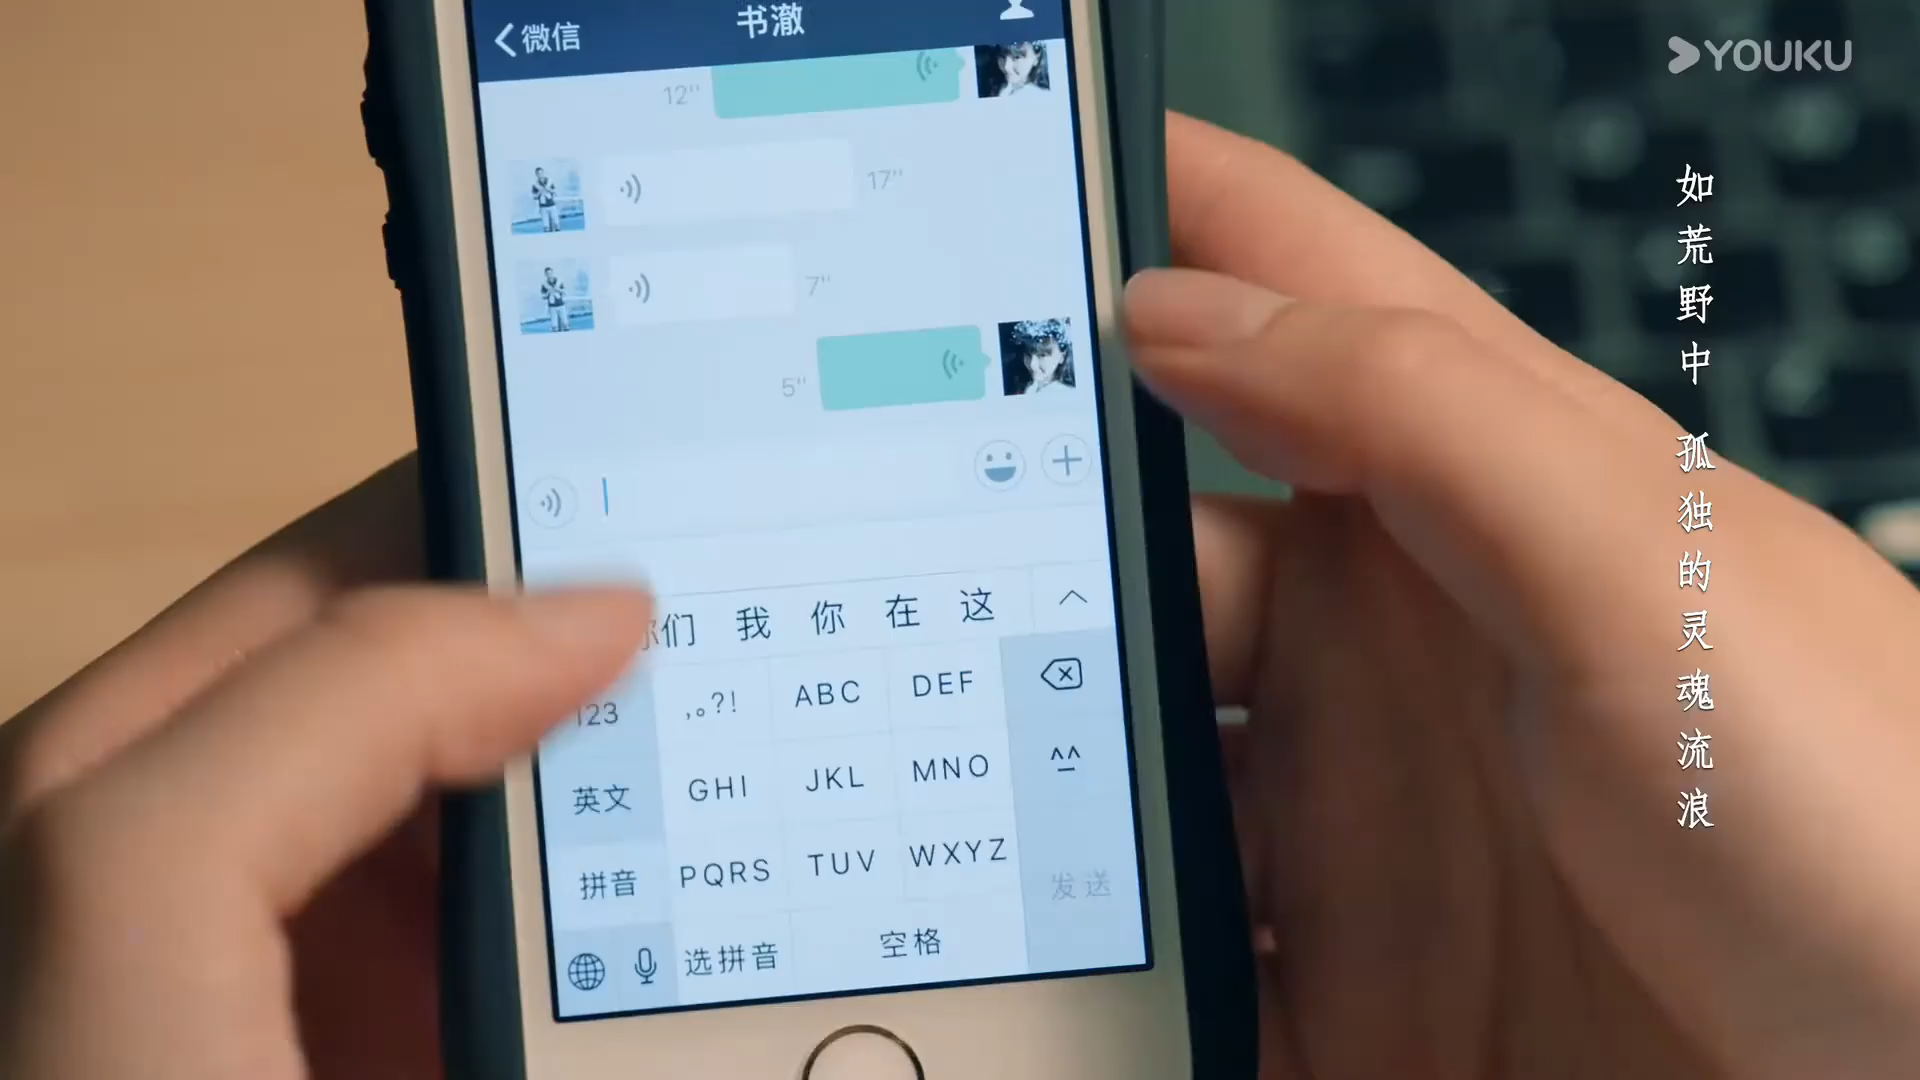 微信
书澈
YOUKU
12''
17''
7''
5''
们 我 你 在 这
123
,。?!
ABC
DEF
英文
GHI
JKL
MNO
^^
拼音
PQRS
TUV
WXYZ
发送
选拼音
空格
如荒野中 孤独的灵魂流浪